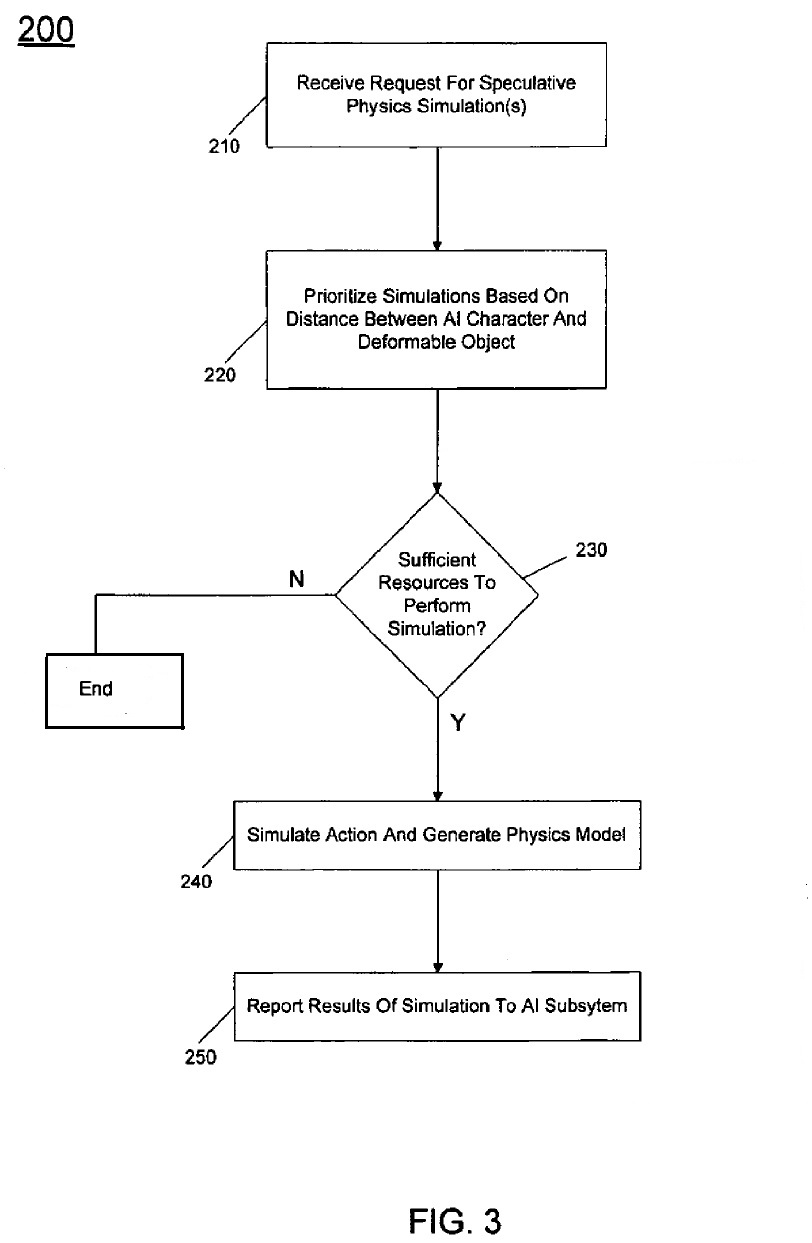 200
Receive Request For Speculative
Physics Simulation(s)
210
Prioritize Simulations Based On
Distance Between AI Character And
Deformable Object
220
Sufficient
Resources To
Perform
Simulation?
230
N
End
Y
Simulate Action And Generate Physics Model
240
Report Results Of Simulation To AI Subsytem
250
FIG. 3